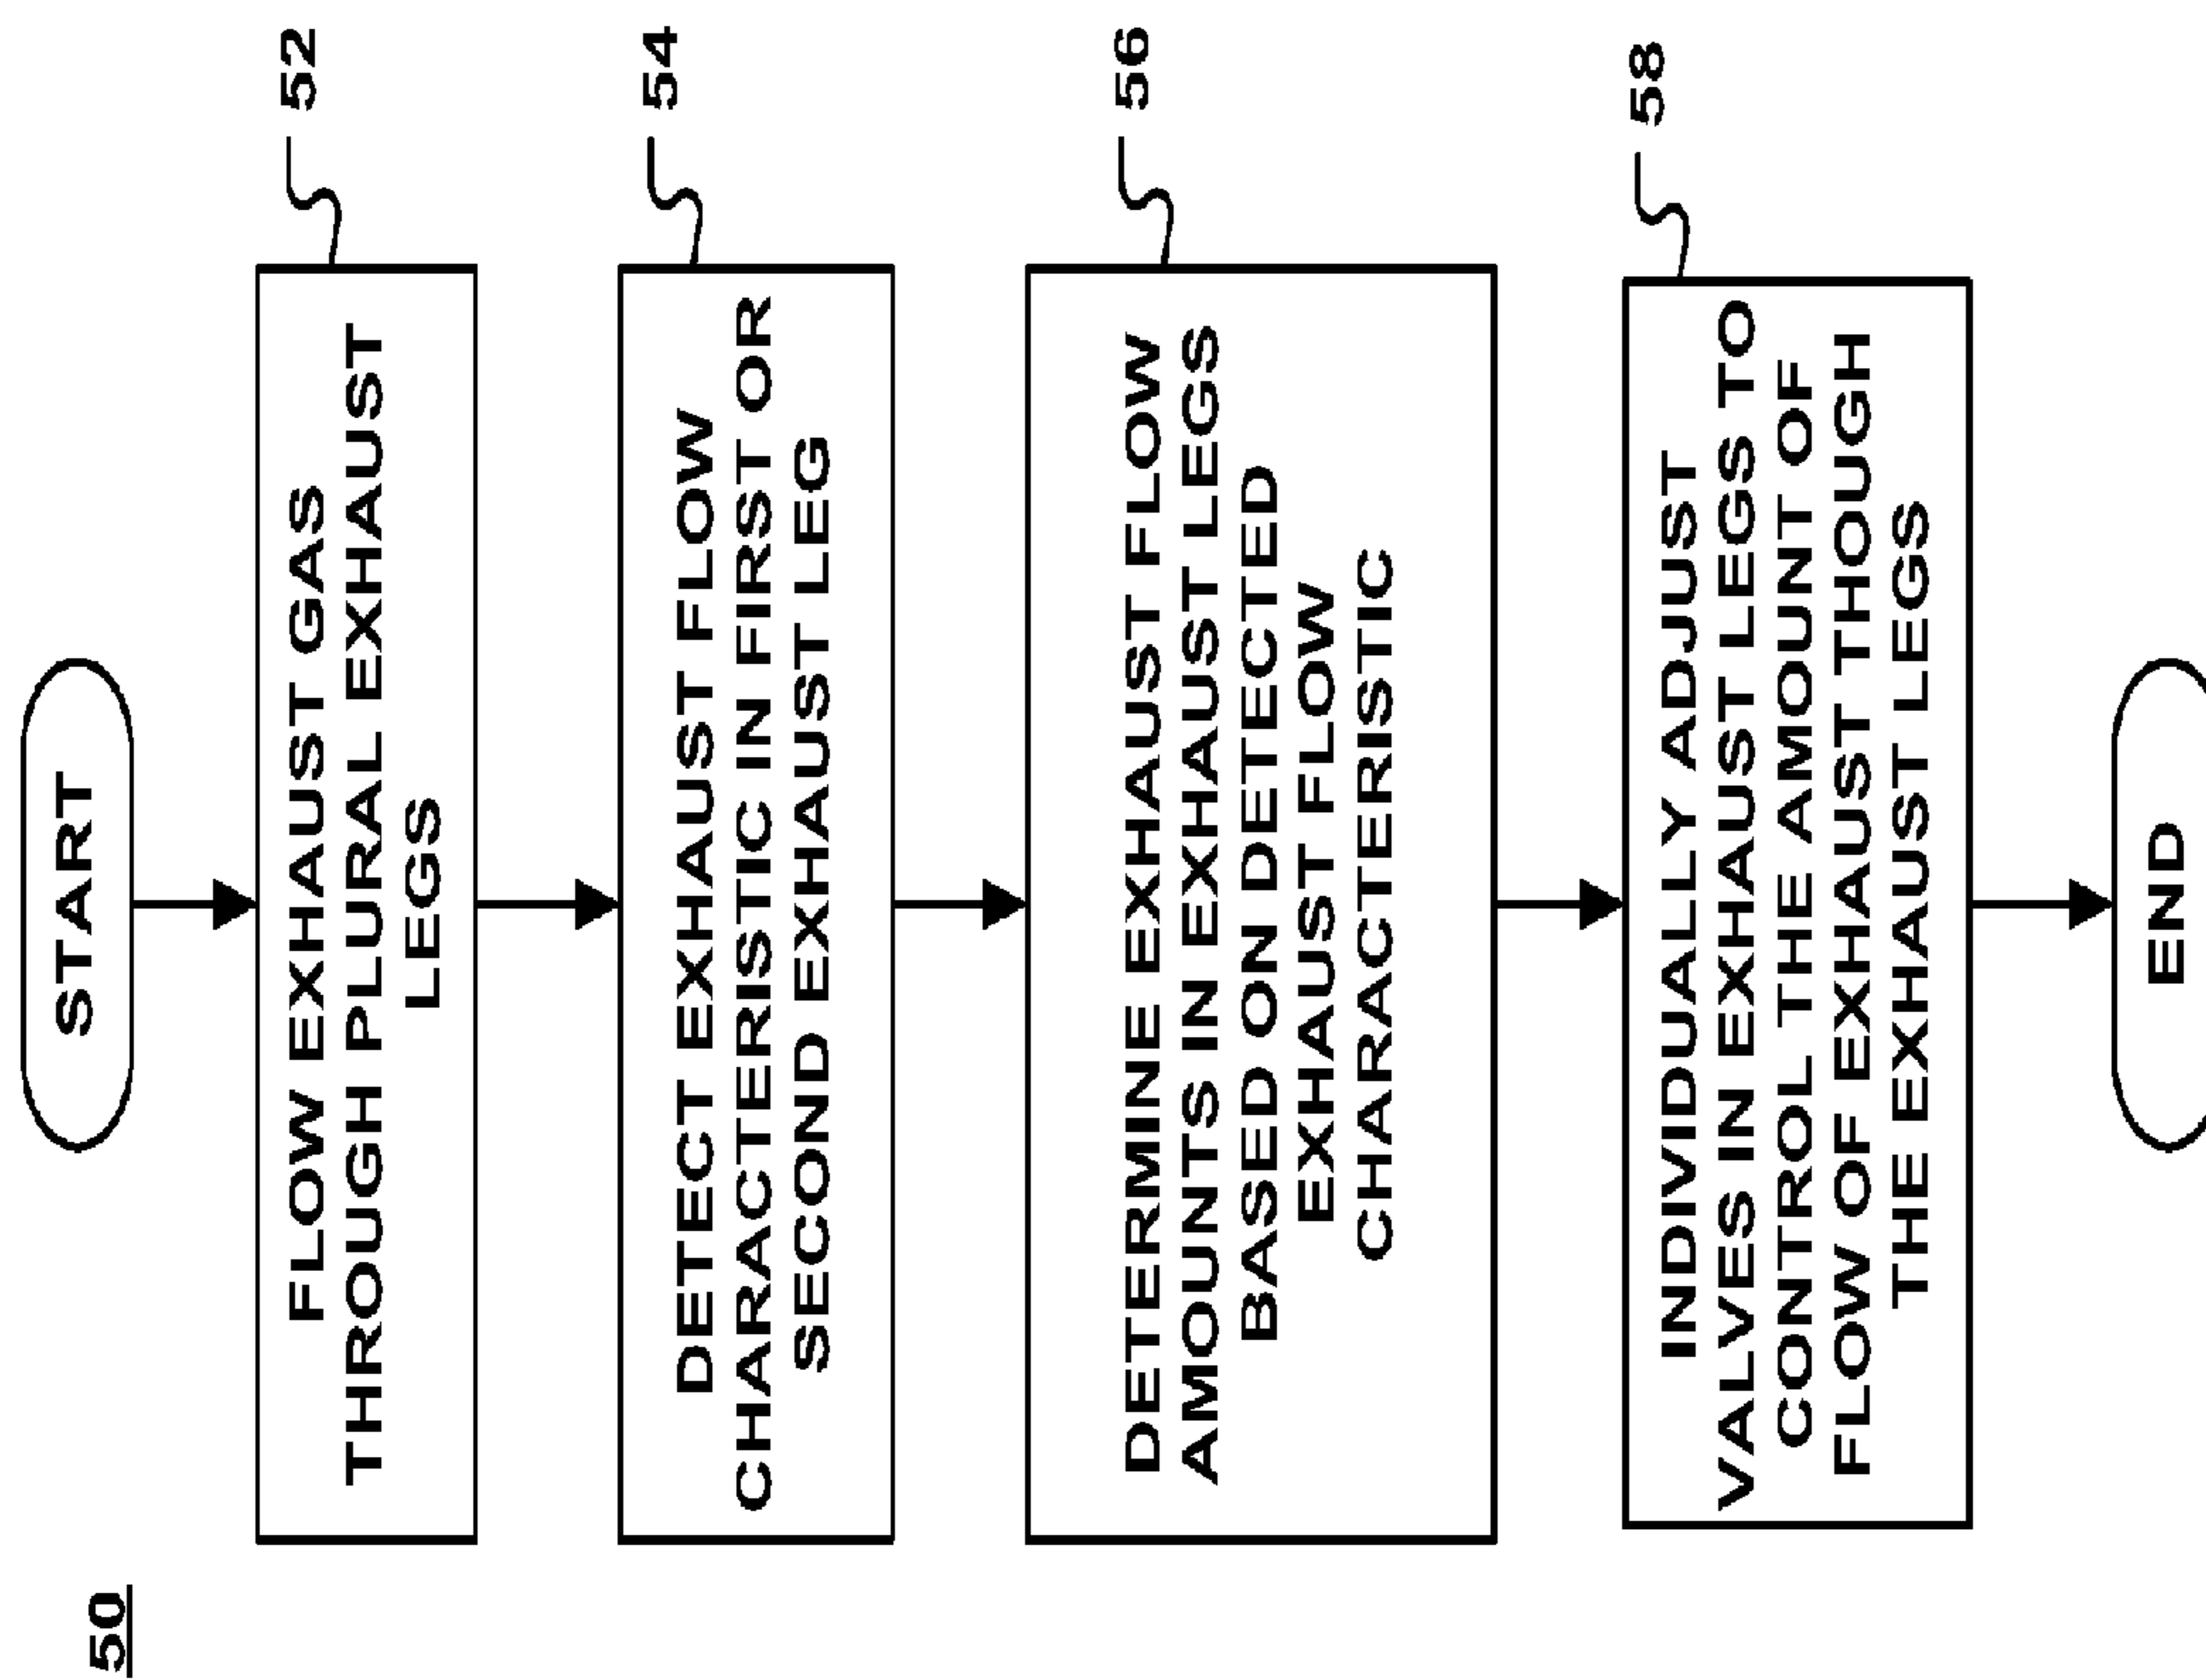 50
START
FLOW EXHAUST GAS
THROUGH PLURAL EXHAUST
LEGS
52
DETECT EXHAUST FLOW
CHARACTERISTIC IN FIRST OR
SECOND EXHAUST LEG
54
DETERMINE EXHAUST FLOW
AMOUNTS IN EXHAUST LEGS
BASED ON DETECTED
EXHAUST FLOW
CHARACTERISTIC
56
INDIVIDUALLY ADJUST
VALVES IN EXHAUST LEGS TO
CONTROL THE AMOUNT OF
FLOW OF EXHAUST THOUGH
THE EXHAUST LEGS
58
END